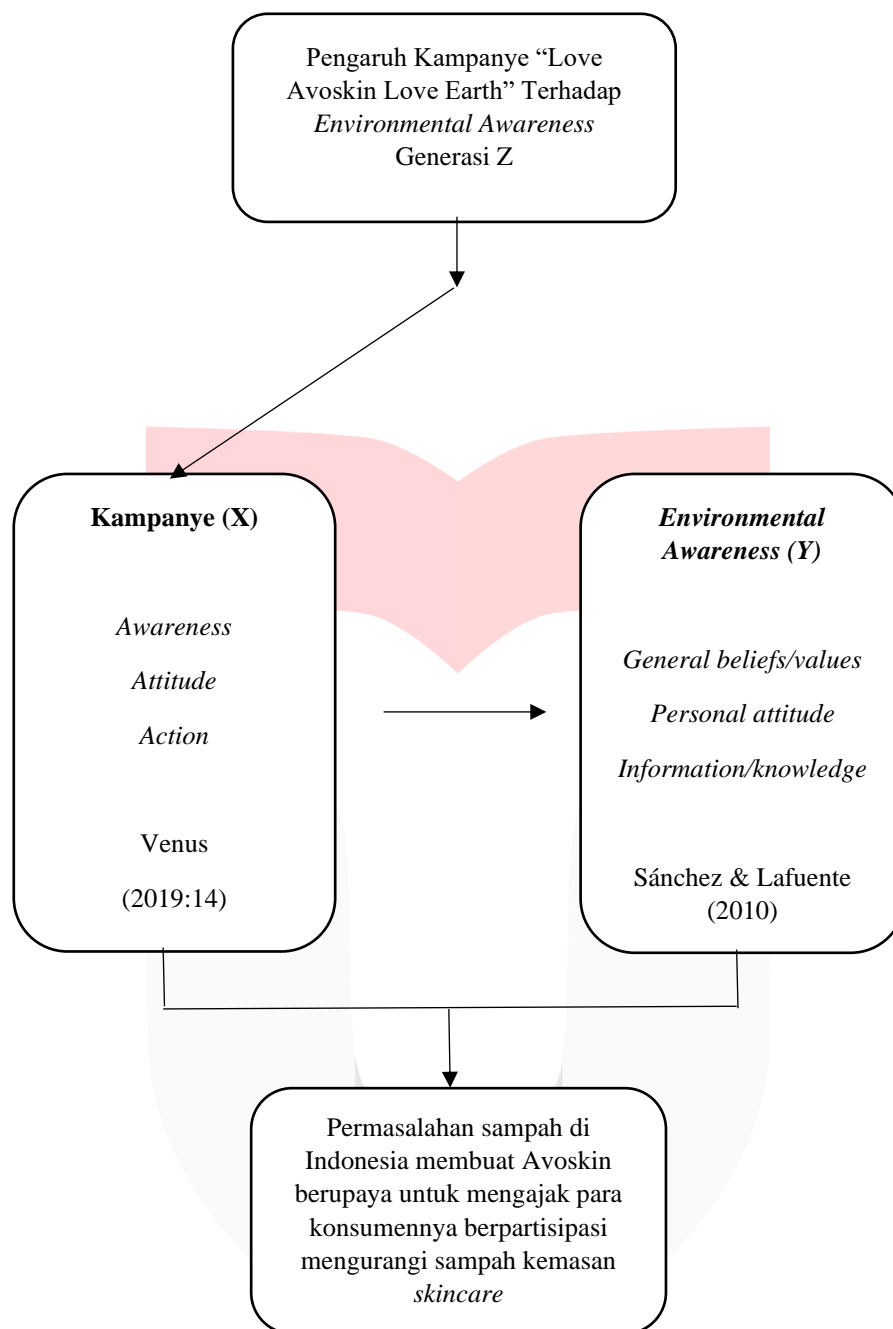 Pengaruh Kampanye “Love
Avoskin Love Earth” Terhadap
Environmental Awareness
Generasi Z
Kampanye (X)
Awareness
Attitude
Action
Venus
(2019:14)
Environmental
Awareness (Y)
General beliefs/values
Personal attitude
Information/knowledge
Sánchez & Lafuente
(2010)
Permasalahan sampah di
Indonesia membuat Avoskin
berupaya untuk mengajak para
konsumennya berpartisipasi
mengurangi sampah kemasan
skincare